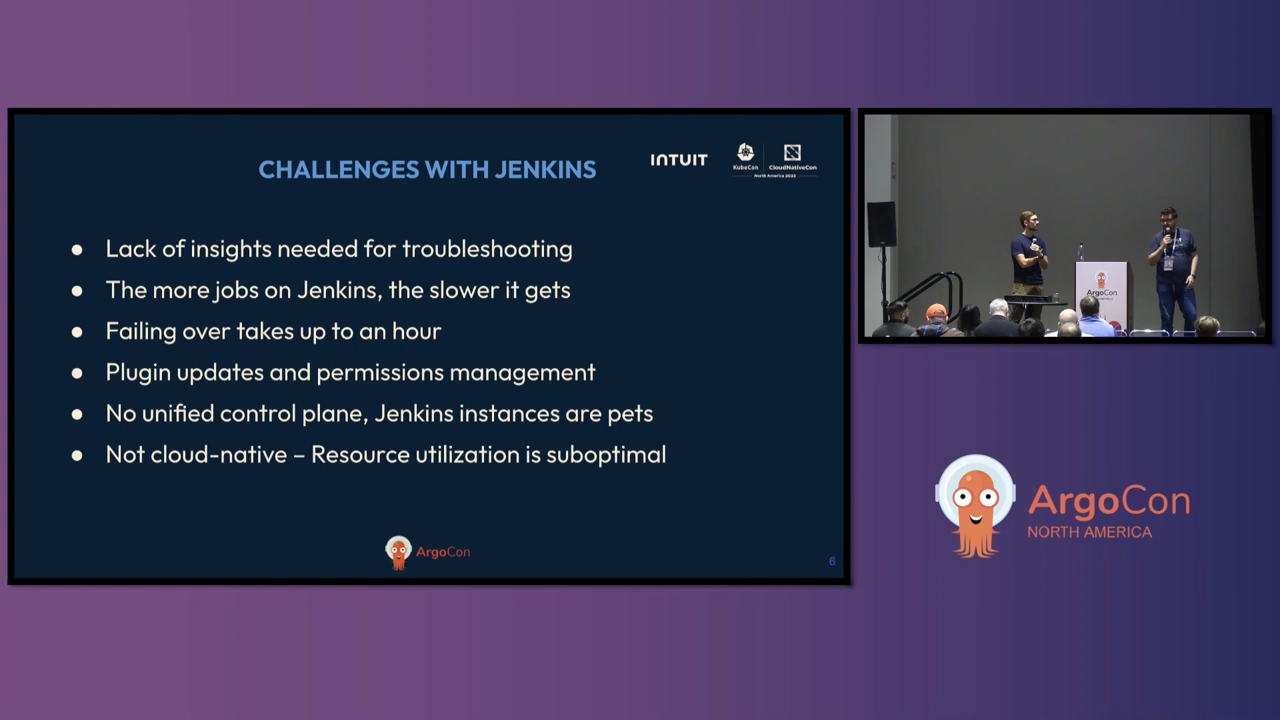 CHALLENGES WITH JENKINS
INTUIT
KubeCon
CloudNativeCon
North America 2023
● Lack of insights needed for troubleshooting
● The more jobs on Jenkins, the slower it gets
● Failing over takes up to an hour
● Plugin updates and permissions management
● No unified control plane, Jenkins instances are pets
● Not cloud-native – Resource utilization is suboptimal
ArgoCon
6
ArgoCon
ArgoCon
NORTH AMERICA